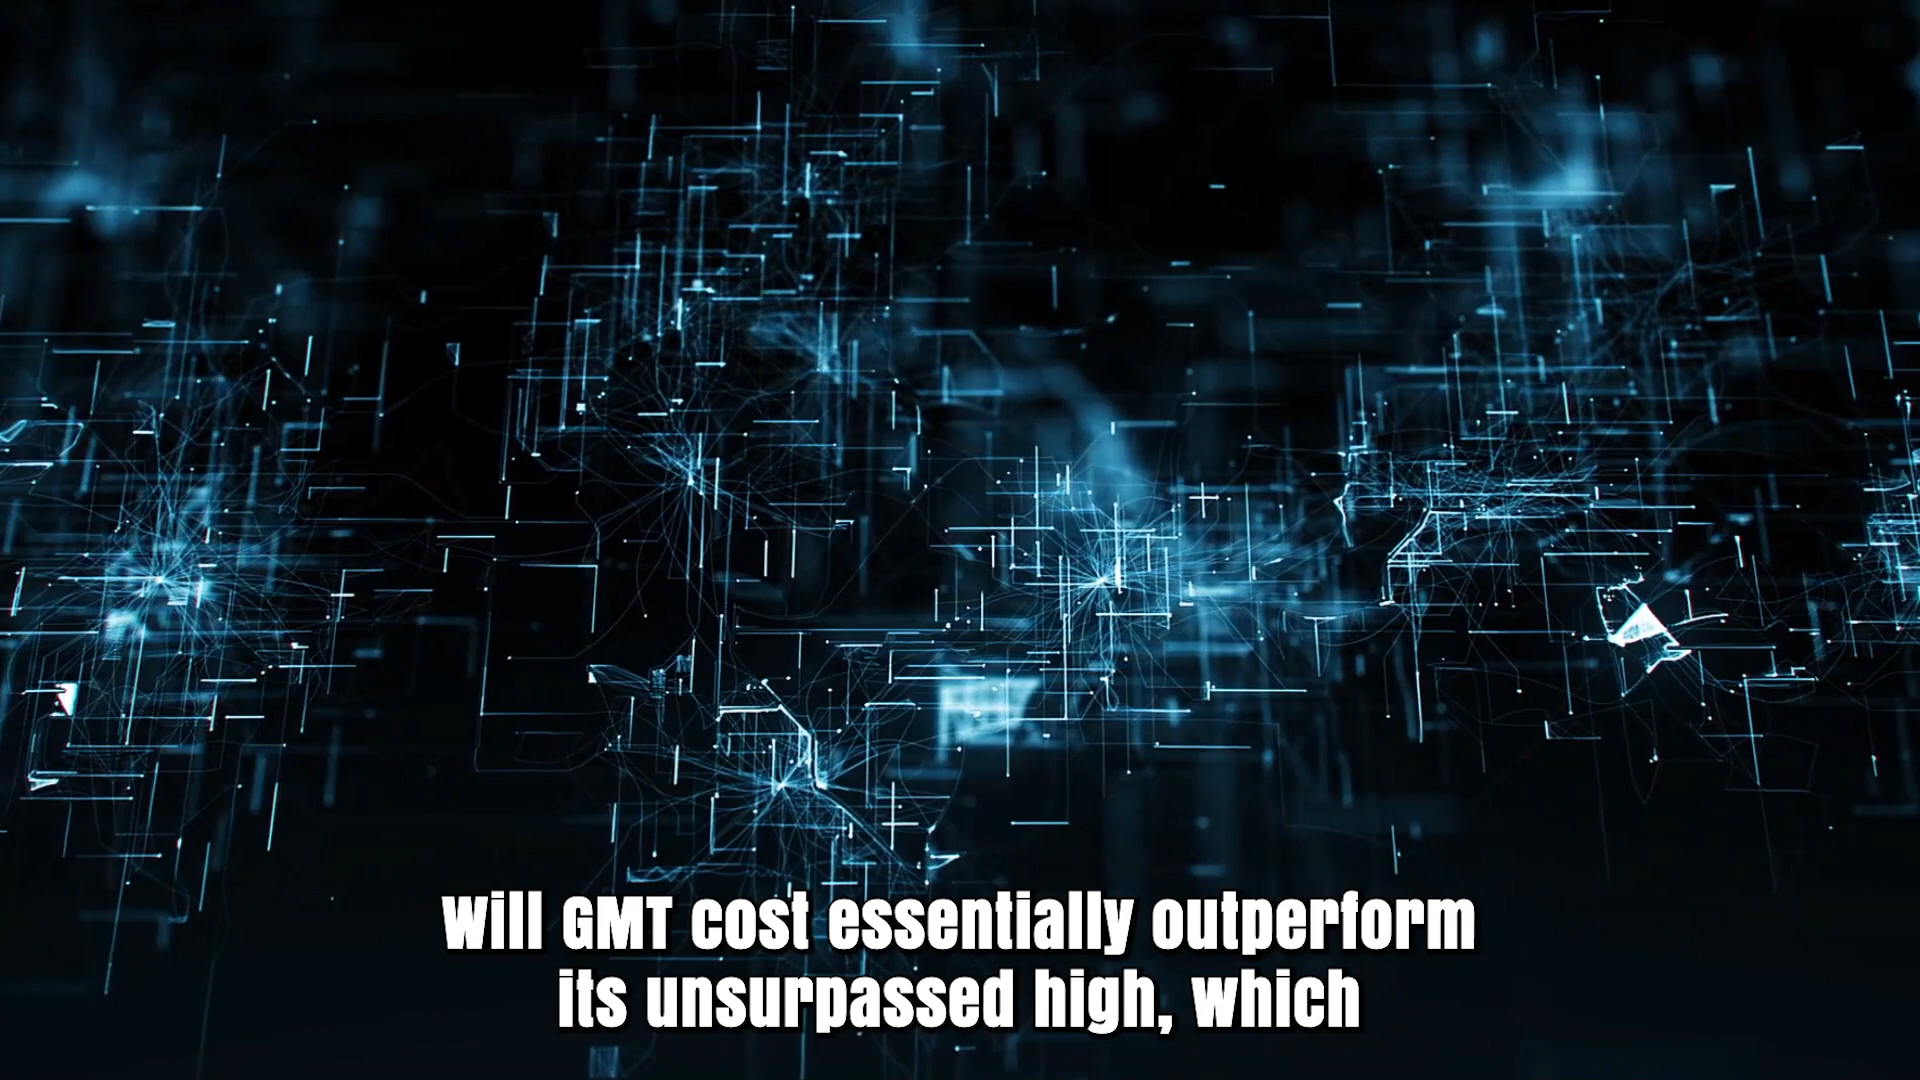 Will GMT cost essentially outperform
its unsurpassed high, which